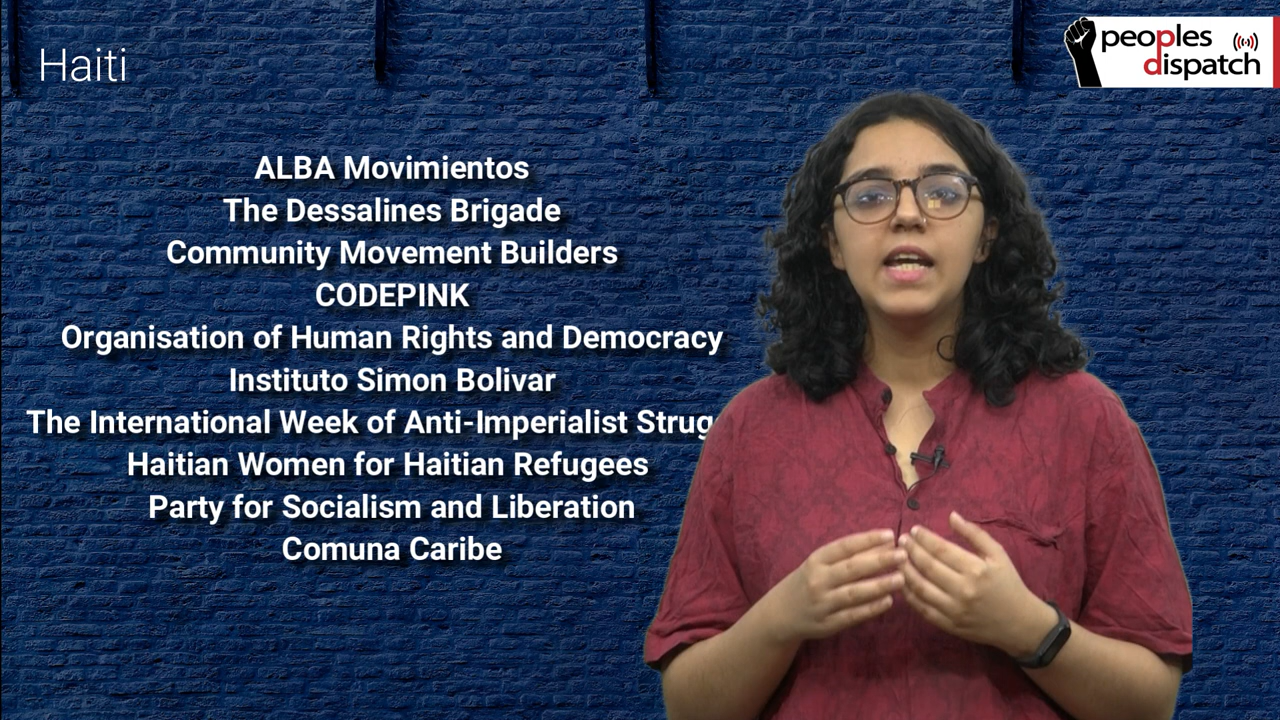 Haiti
peoples
dispatch
ALBA Movimientos
The Dessalines Brigade
Community Movement Builders
CODEPINK
Organisation of Human Rights and Democracy
Instituto Simon Bolivar
The International Week of Anti-Imperialist
Haitian Women for Haitian Refugees
Party for Socialism and Liberation
Comuna Caribe